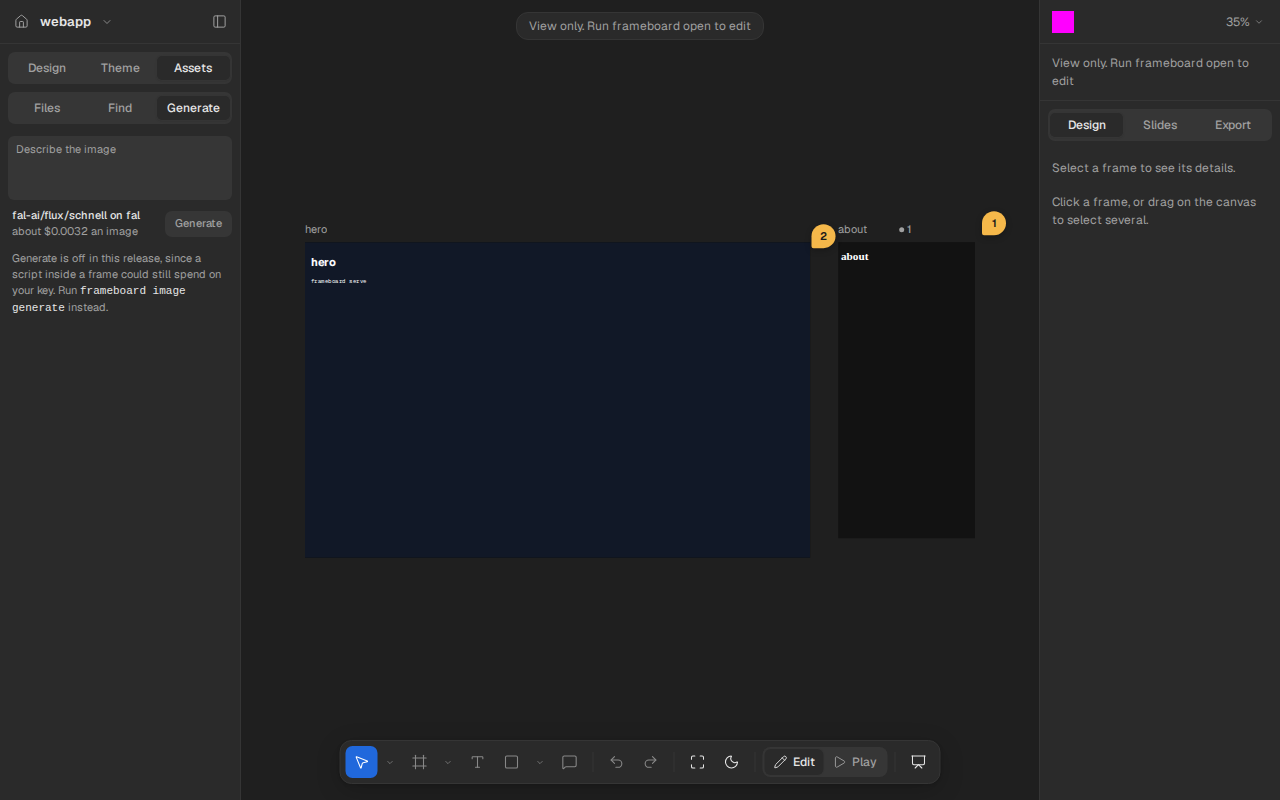 webapp
Design Theme Assets
Files Find Generate
Describe the image
fal-ai/flux/schnell on fal
about $0.0032 an image
Generate
Generate is off in this release, since a
script inside a frame could still spend on
your key. Run frameboard image
generate instead.
View only. Run frameboard open to edit
hero
2
about
1
1
hero
frameboard serve
about
Edit
Play
35%
View only. Run frameboard open to
edit
Design Slides Export
Select a frame to see its details.
Click a frame, or drag on the canvas
to select several.